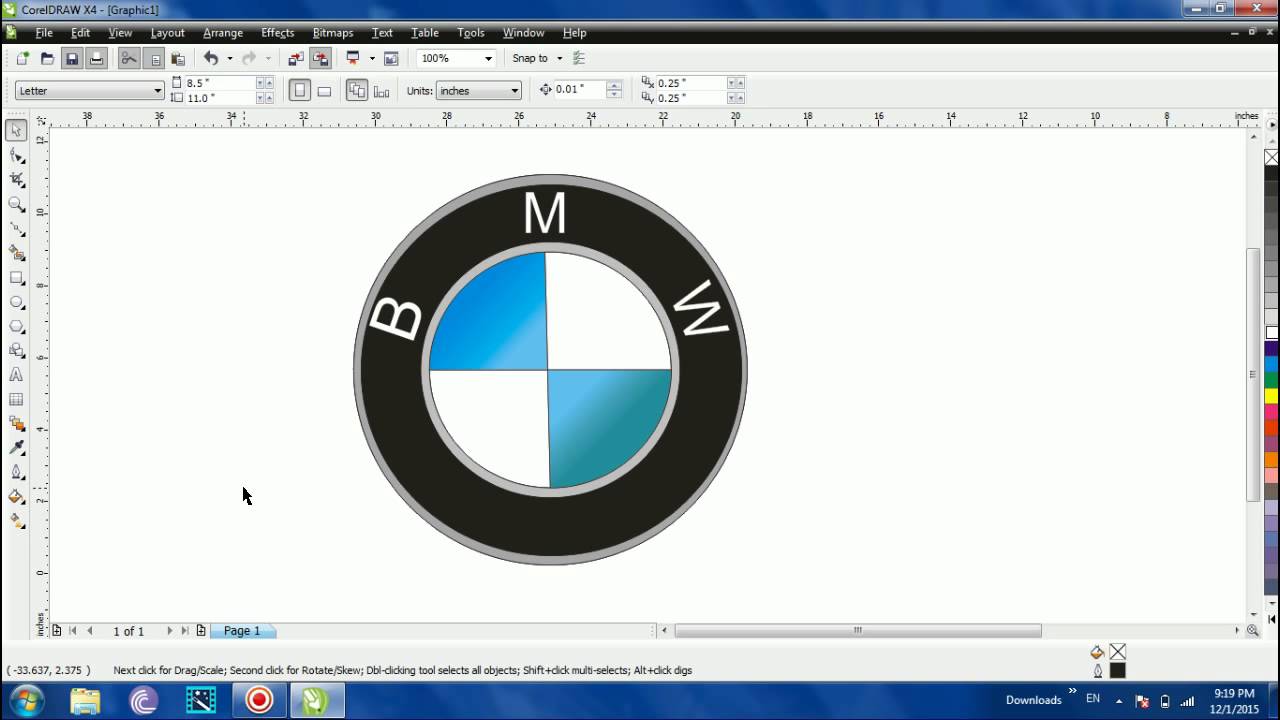 CorelDRAW X4 - [Graphic1]
File Edit View Layout Arrange Effects Bitmaps Text Table Tools Window Help
100% Snap to
Letter 8.5 " 11.0 " Units: inches 0.01 " 0.25 " 0.25 "
38 36 34 32 30 28 26 24 22 20 18 16 14 12 10 8 inches
12
10
8
6
4
2
0
inches
B M W
1 of 1 Page 1
( -33.637, 2.375 ) Next click for Drag/Scale; Second click for Rotate/Skew; Dbl-clicking tool selects all objects; Shift+click multi-selects; Alt+click digs
Downloads » EN 9:19 PM
12/1/2015